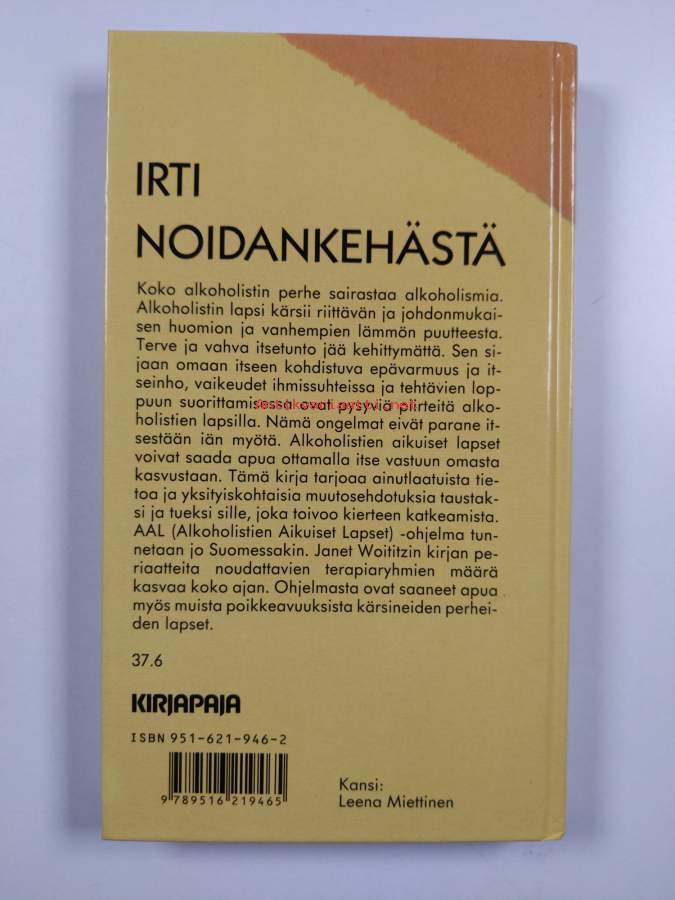 IRTI
NOIDANKEHÄSTÄ
Koko alkoholistin perhe sairastaa alkoholismia.
Alkoholistin lapsi kärsii riittävän ja johdonmukai-
sen huomion ja vanhempien lämmön puutteesta.
Terve ja vahva itsetunto jää kehittymättä. Sen si-
jaan omaan itseen kohdistuva epävarmuus ja it-
seinho, vaikeudet ihmissuhteissa ja tehtävien lop-
puun suorittamisessa ovat pysyviä piirteitä alko-
holistien lapsilla. Nämä ongelmat eivät parane it-
sestään iän myötä. Alkoholistien aikuiset lapset
voivat saada apua ottamalla itse vastuun omasta
kasvustaan. Tämä kirja tarjoaa ainutlaatuista tie-
toa ja yksityiskohtaisia muutosehdotuksia taustak-
si ja tueksi sille, joka toivoo kierteen katkeamista.
AAL (Alkoholistien Aikuiset Lapset) -ohjelma tun-
netaan jo Suomessakin. Janet Woititzin kirjan pe-
riaatteita noudattavien terapiaryhmien määrä
kasvaa koko ajan. Ohjelmasta ovat saaneet apua
myös muista poikkeavuuksista kärsineiden perhei-
den lapset.
37.6
KIRJAPAJA
ISBN 951-621-946-2
9 789516 219465
Kansi:
Leena Miettinen